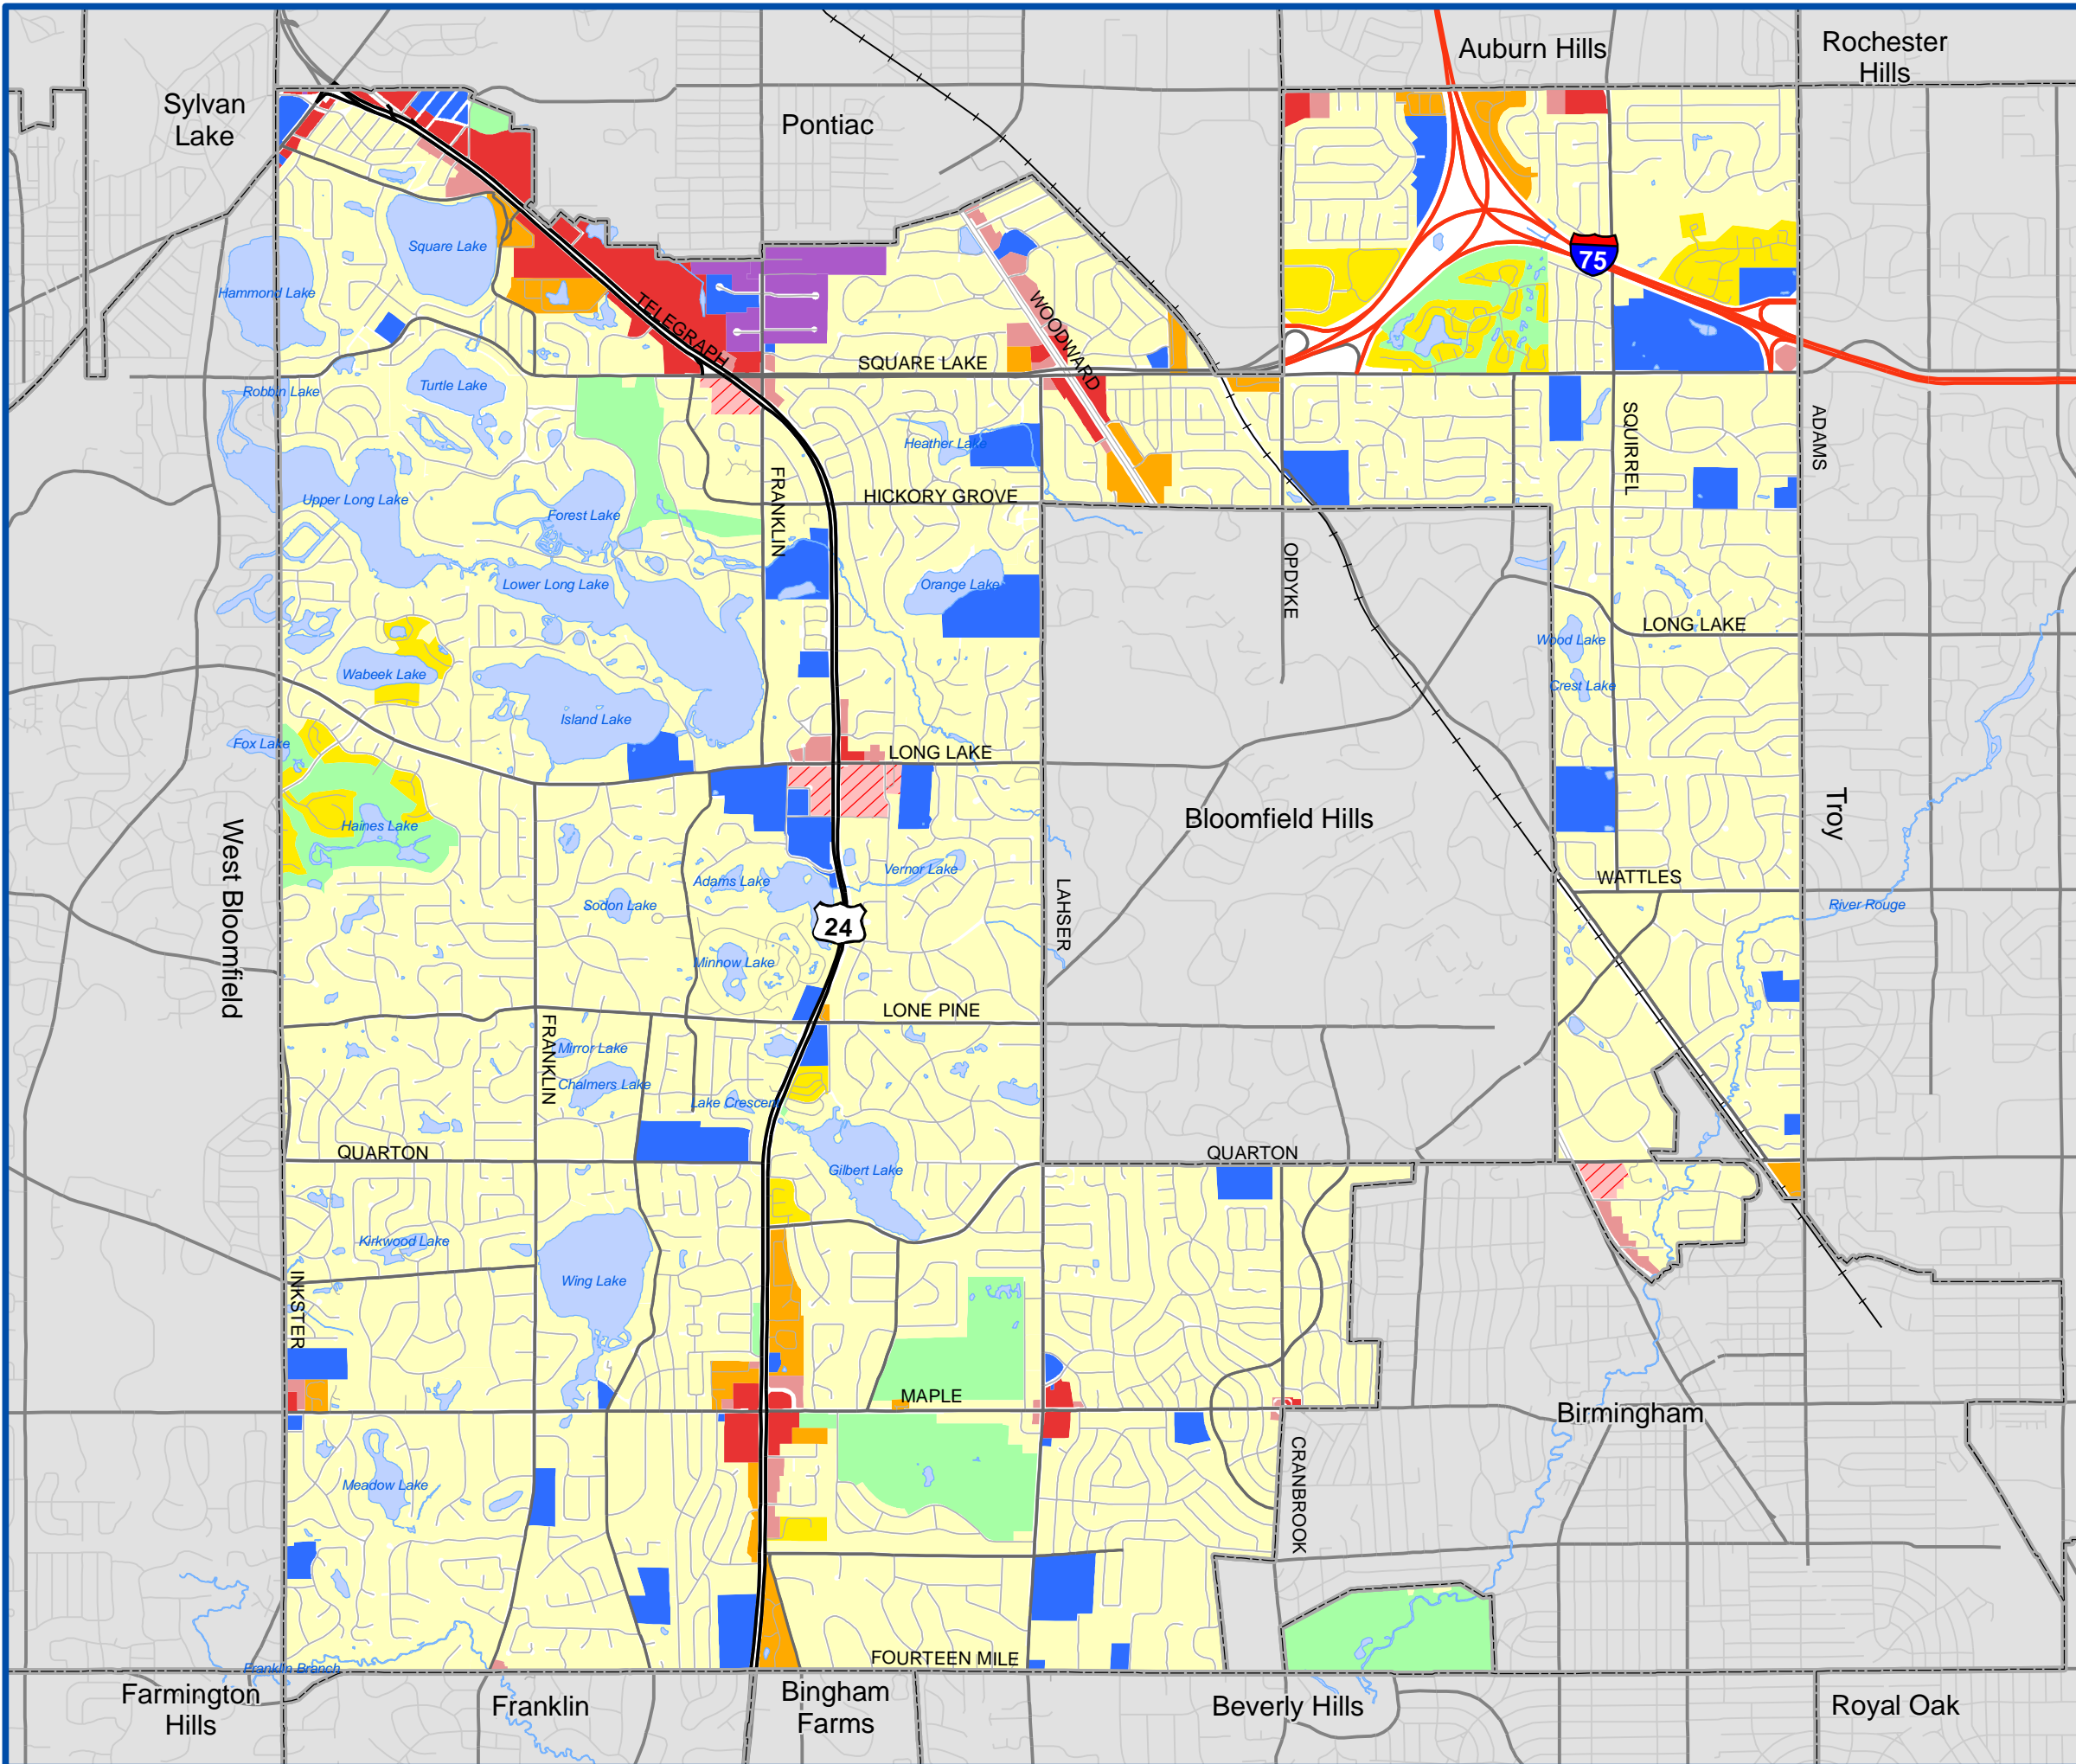 Auburn Hills
Rochester
Hills
Sylvan
Lake
Pontiac
Square Lake
75
Hammond Lake
TELEGRAPH
WOODWARD
SQUARE LAKE
Robbin Lake
Turtle Lake
SQUIRREL
ADAMS
Heather Lake
FRANKLIN
HICKORY GROVE
Upper Long Lake
Forest Lake
OPDYKE
Lower Long Lake
Orange Lake
LONG LAKE
Wood Lake
Wabeek Lake
Crest Lake
Island Lake
Fox Lake
LONG LAKE
Bloomfield Hills
Troy
Haines Lake
West Bloomfield
Vernor Lake
WATTLES
Adams Lake
Sodon Lake
LAHSER
River Rouge
24
Minnow Lake
LONE PINE
FRANKLIN
Mirror Lake
Chalmers Lake
Lake Crescent
QUARTON
QUARTON
Gilbert Lake
Kirkwood Lake
Wing Lake
INKSTER
MAPLE
Birmingham
CRANBROOK
Meadow Lake
FOURTEEN MILE
Franklin Branch
Farmington
Hills
Franklin
Bingham
Farms
Beverly Hills
Royal Oak